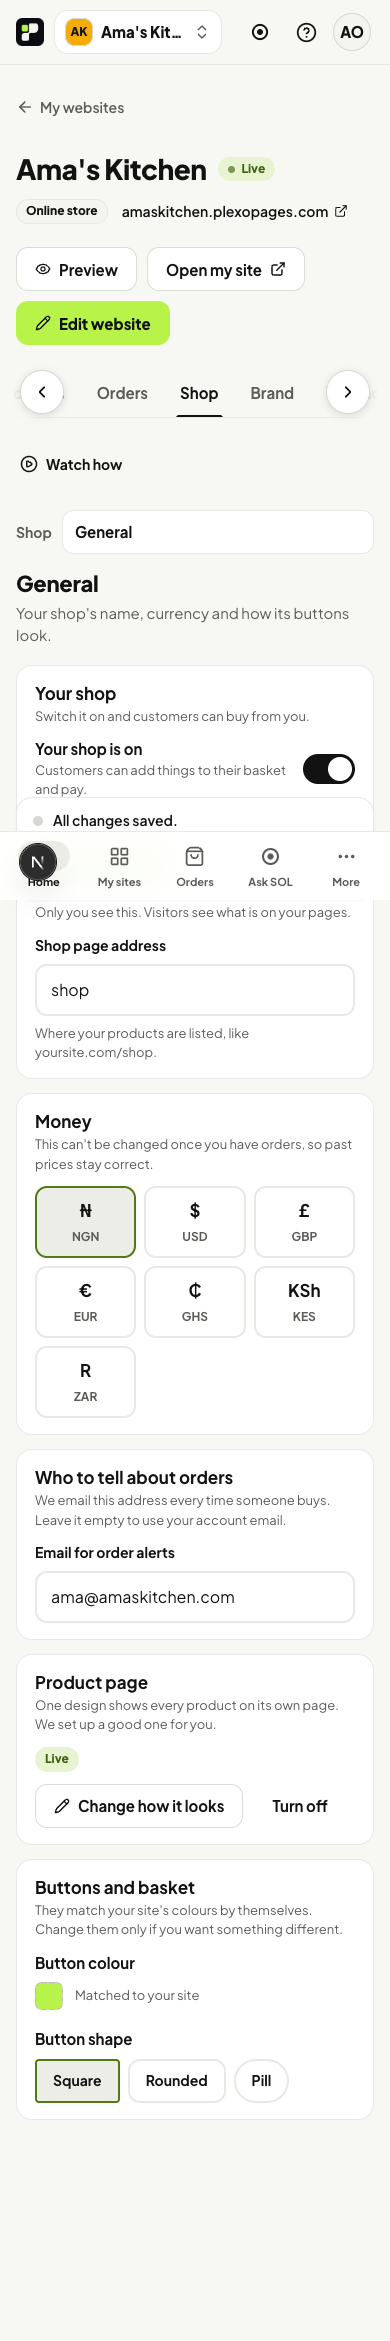 AK Ama's Kit...
AO
My websites
Ama's Kitchen Live
Online store amaskitchen.plexopages.com
Preview Open my site
Edit website
Orders Shop Brand
Watch how
Shop General
General
Your shop's name, currency and how its buttons
look.
Your shop
Switch it on and customers can buy from you.
Your shop is on
Customers can add things to their basket
and pay.
All changes saved.
N
Home My sites Orders Ask SOL More
Only you see this. Visitors see what is on your pages.
Shop page address
shop
Where your products are listed, like
yoursite.com/shop.
Money
This can't be changed once you have orders, so past
prices stay correct.
₦ $ £
NGN USD GBP
€ ₵ KSh
EUR GHS KES
R
ZAR
Who to tell about orders
We email this address every time someone buys.
Leave it empty to use your account email.
Email for order alerts
ama@amaskitchen.com
Product page
One design shows every product on its own page.
We set up a good one for you.
Live
Change how it looks Turn off
Buttons and basket
They match your site's colours by themselves.
Change them only if you want something different.
Button colour
Matched to your site
Button shape
Square Rounded Pill